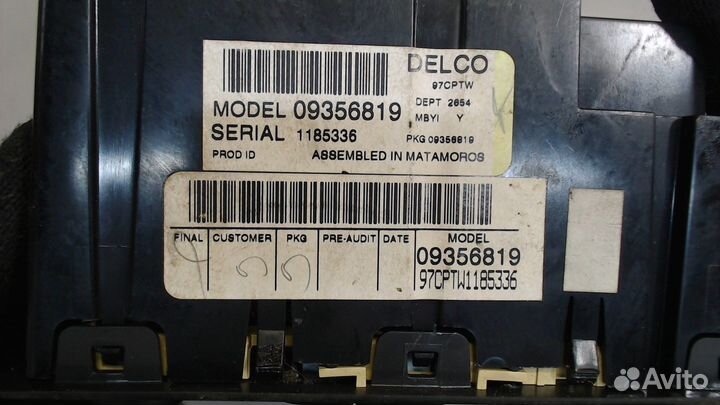 DELCO
97CPTW
DEPT 2654
MODEL 09356819
MBYI Y
SERIAL 1185336
PKG 09356819
PROD ID
ASSEMBLED IN MATAMOROS
FINAL CUSTOMER PKG PRE-AUDIT DATE MODEL
09356819
97CPTW1185336
Avito